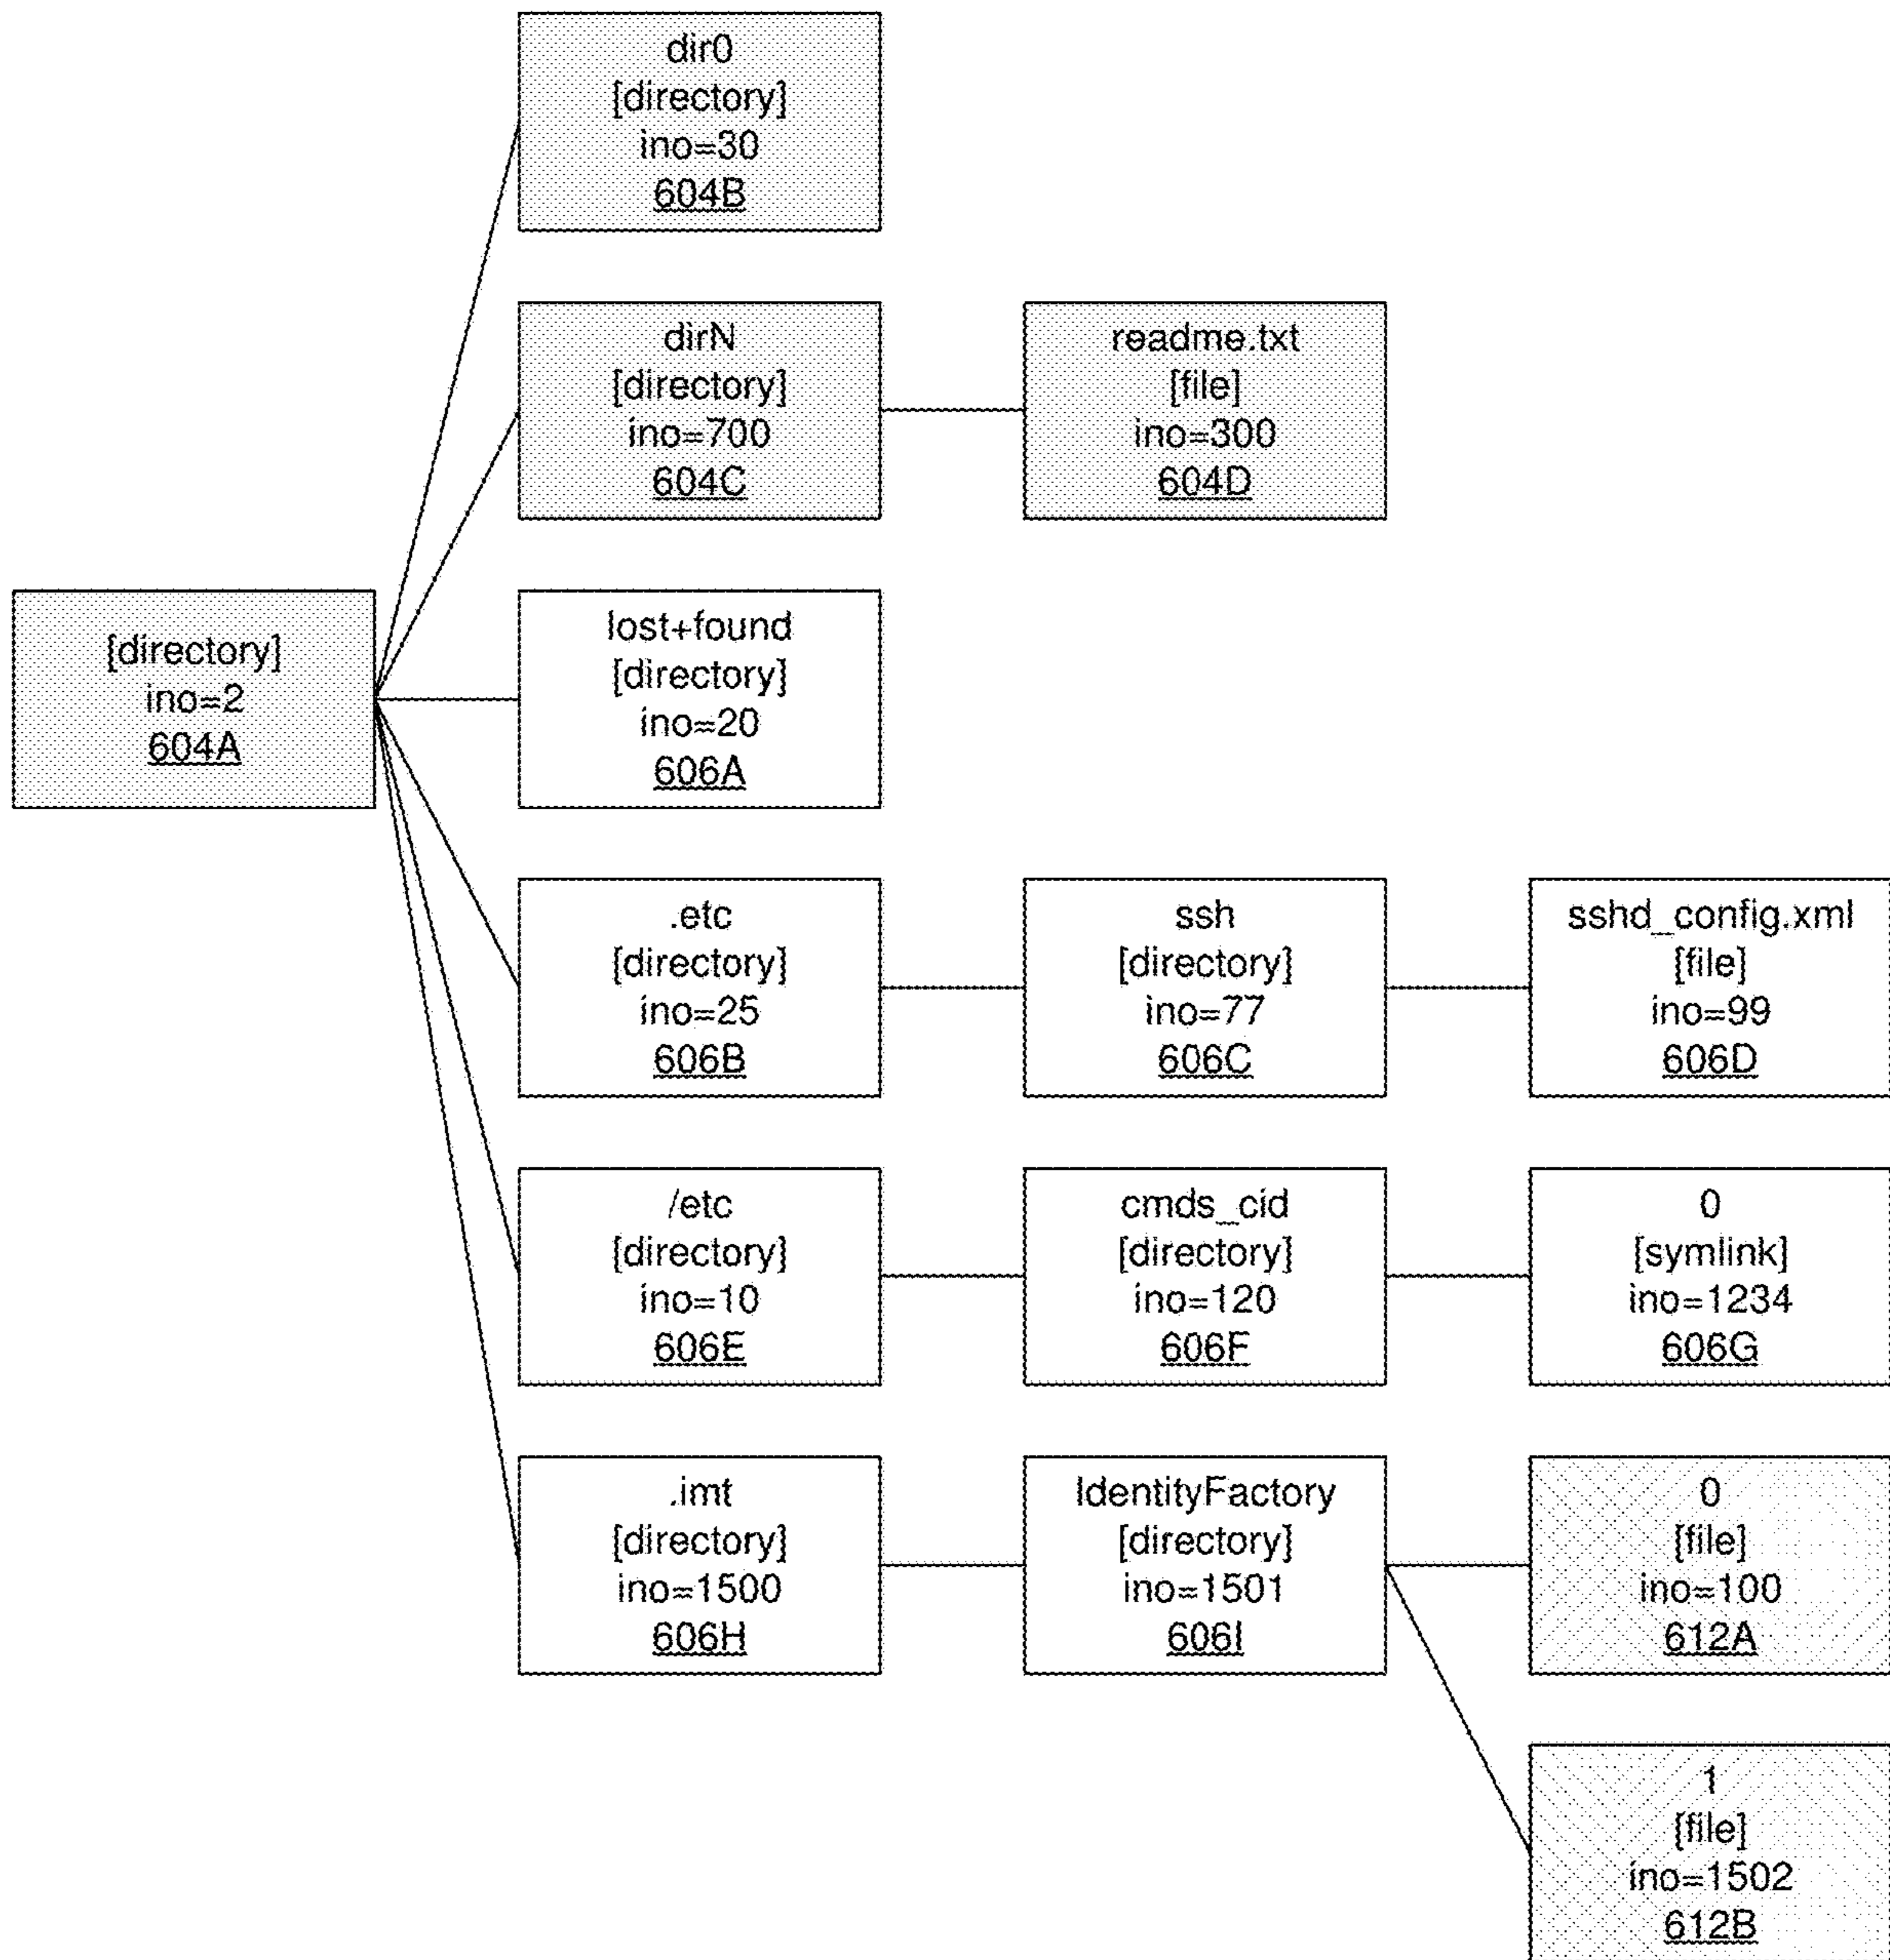 dir0
[directory]
ino=30
604B
dirN
[directory]
ino=700
604C
readme.txt
[file]
ino=300
604D
[directory]
ino=2
604A
lost+found
[directory]
ino=20
606A
.etc
[directory]
ino=25
606B
ssh
[directory]
ino=77
606C
sshd_config.xml
[file]
ino=99
606D
/etc
[directory]
ino=10
606E
cmds_cid
[directory]
ino=120
606F
0
[symlink]
ino=1234
606G
.imt
[directory]
ino=1500
606H
IdentityFactory
[directory]
ino=1501
606I
0
[file]
ino=100
612A
1
[file]
ino=1502
612B